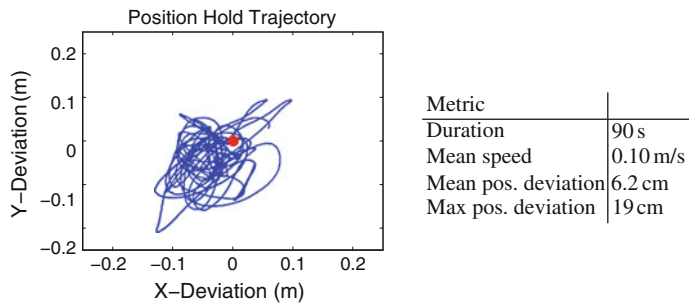 Position Hold Trajectory
Y−Deviation (m)
0.2
0.1
0
−0.1
−0.2
−0.2 −0.1 0 0.1 0.2
X−Deviation (m)
Metric
Duration 90 s
Mean speed 0.10 m/s
Mean pos. deviation 6.2 cm
Max pos. deviation 19 cm